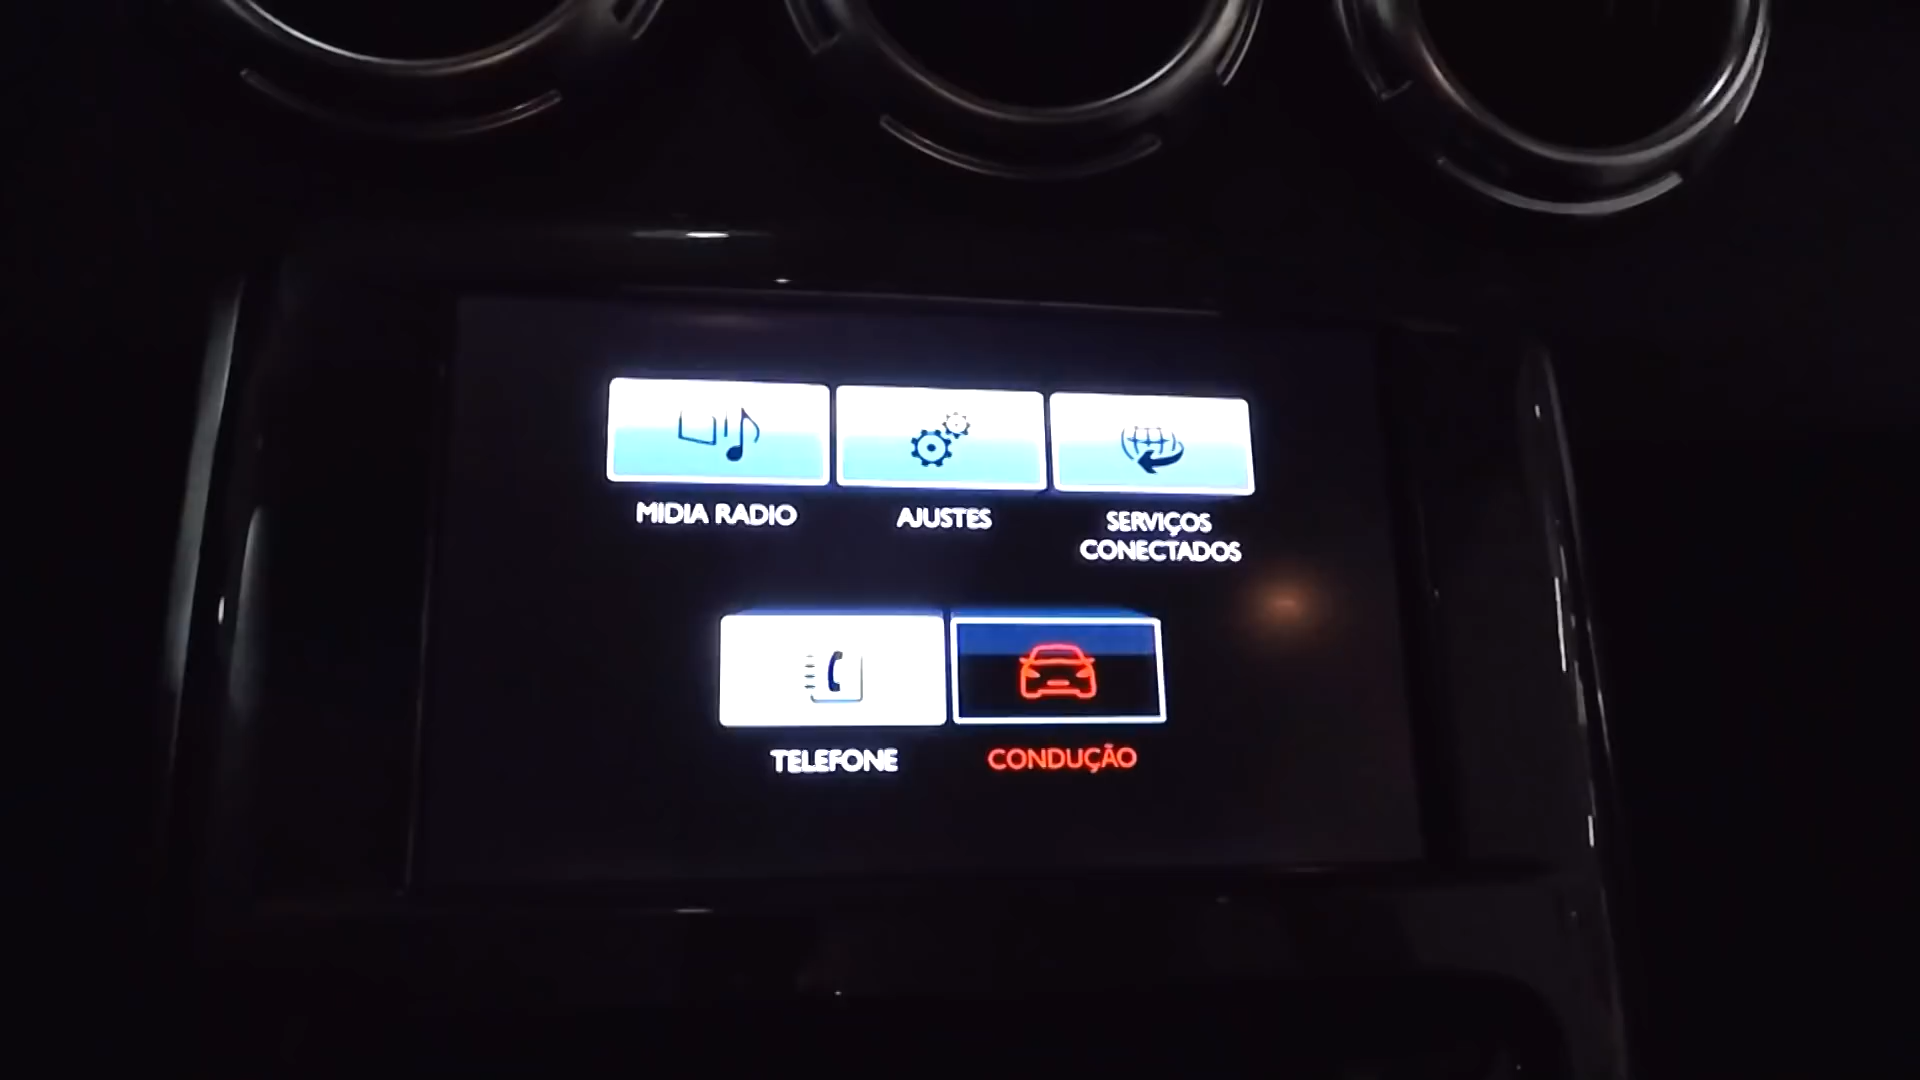 MIDIA RADIO
AJUSTES
SERVIÇOS
CONECTADOS
TELEFONE
CONDUÇÃO